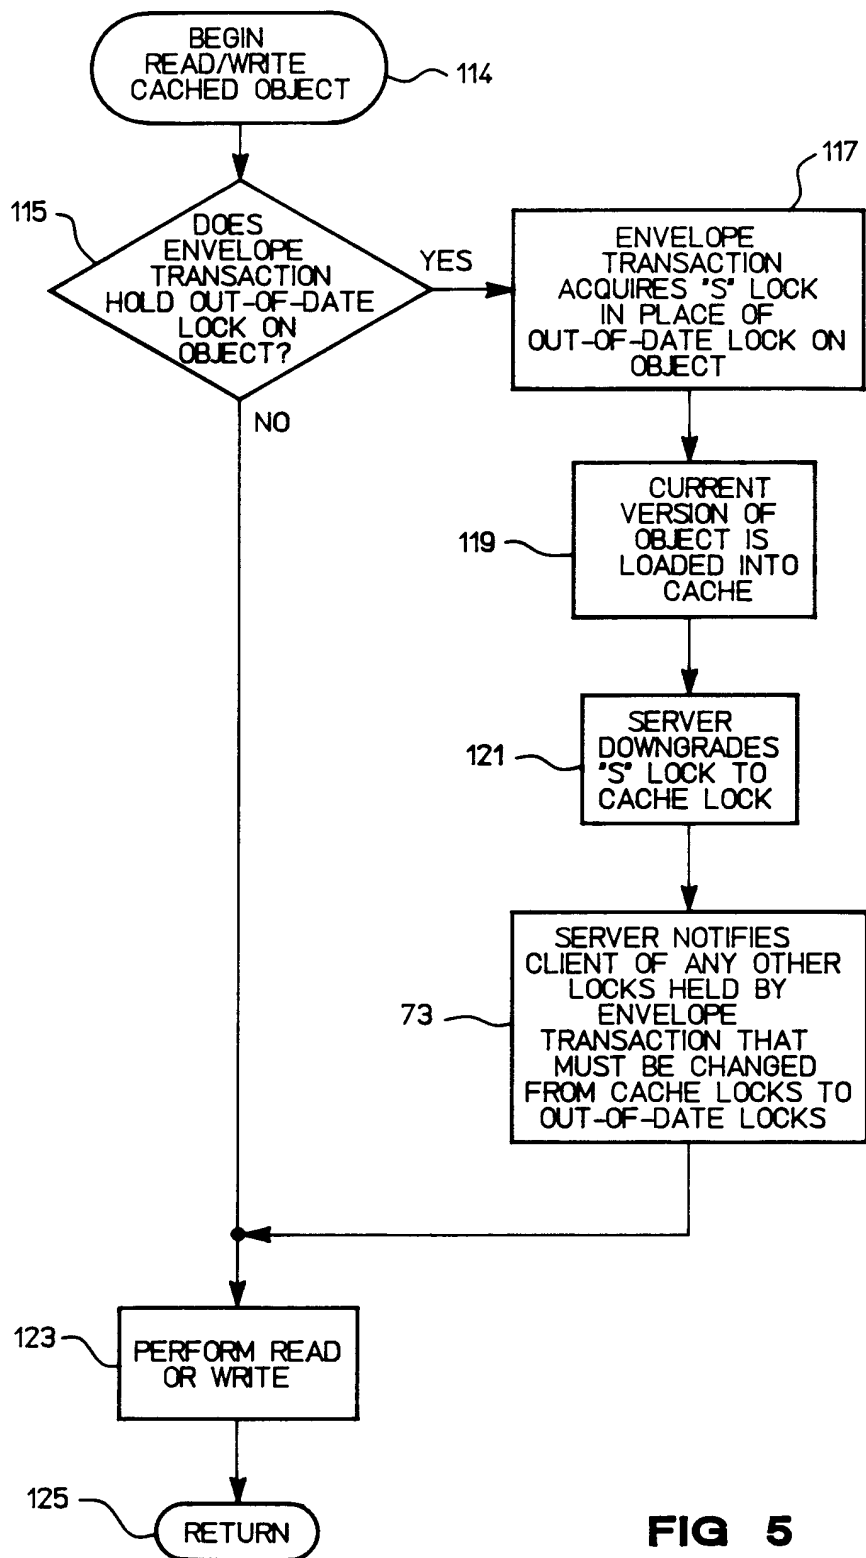 BEGIN
READ/WRITE
CACHED OBJECT
114
115
DOES
ENVELOPE
TRANSACTION
HOLD OUT-OF-DATE
LOCK ON
OBJECT?
YES
NO
117
ENVELOPE
TRANSACTION
ACQUIRES "S" LOCK
IN PLACE OF
OUT-OF-DATE LOCK ON
OBJECT
119
CURRENT
VERSION OF
OBJECT IS
LOADED INTO
CACHE
121
SERVER
DOWNGRADES
"S" LOCK TO
CACHE LOCK
73
SERVER NOTIFIES
CLIENT OF ANY OTHER
LOCKS HELD BY
ENVELOPE
TRANSACTION THAT
MUST BE CHANGED
FROM CACHE LOCKS TO
OUT-OF-DATE LOCKS
123
PERFORM READ
OR WRITE
125
RETURN
FIG 5